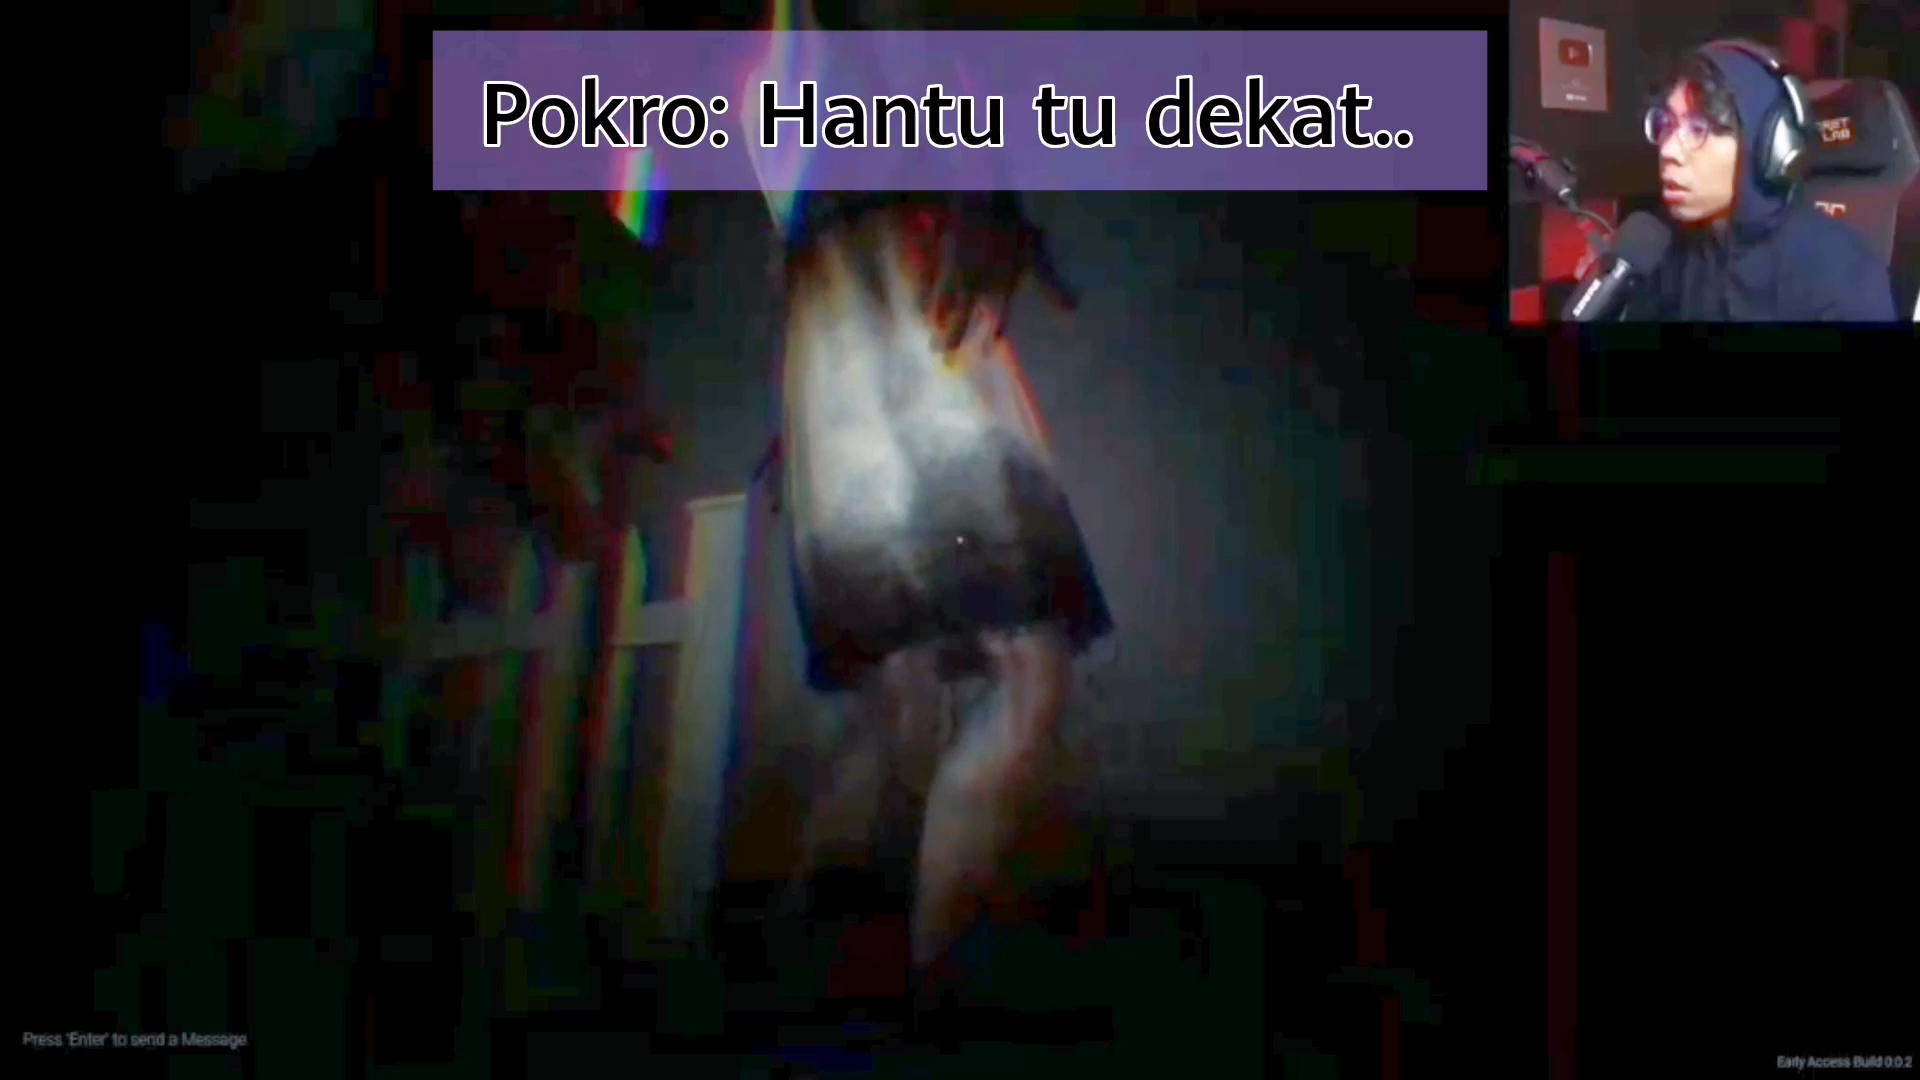 Pokro: Hantu tu dekat..
Press 'Enter' to send a Message
Early Access Build 0.0.2